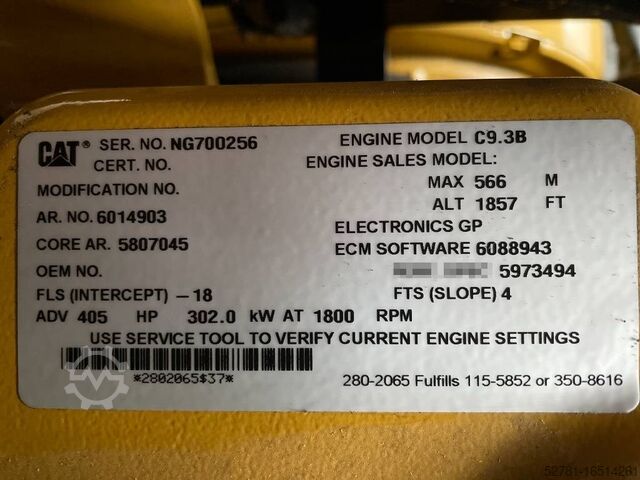 CAT® SER. NO. NG700256 ENGINE MODEL C9.3B
CERT. NO. ENGINE SALES MODEL:
MODIFICATION NO. MAX 566 M
AR. NO. 6014903 ALT 1857 FT
ELECTRONICS GP
CORE AR. 5807045 ECM SOFTWARE 6088943
OEM NO. 5973494
FLS (INTERCEPT) -18 FTS (SLOPE) 4
ADV 405 HP 302.0 kW AT 1800 RPM
USE SERVICE TOOL TO VERIFY CURRENT ENGINE SETTINGS
*2802065$37* 280-2065 Fulfills 115-5852 or 350-8616
52781-16514281